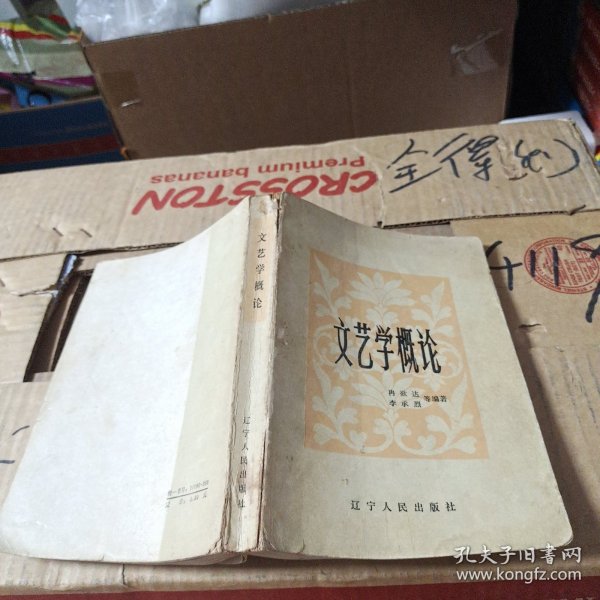 CROSSTON
Premium bananas
全得(必)
文艺学概论
冉欲达
李承烈
等编著
辽宁人民出版社
文艺学概论
辽宁人民出版社
孔夫子旧书网
www.kongfz.com